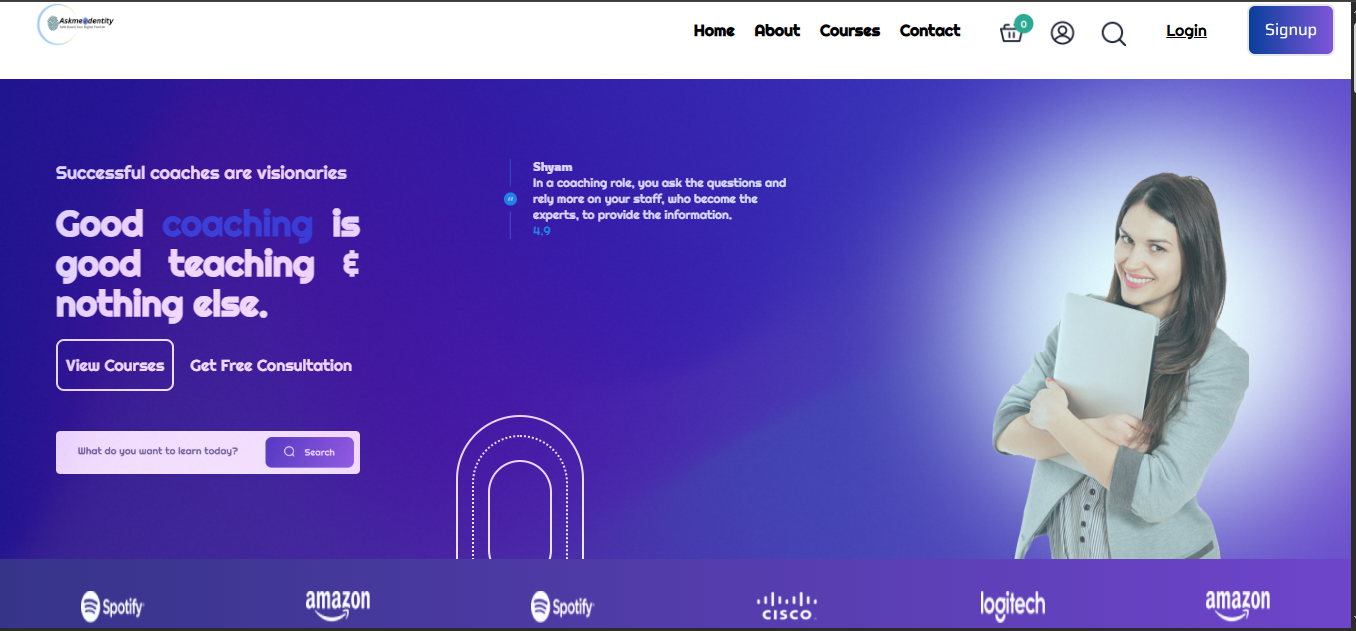 Askmeidentity
Home
About
Courses
Contact
0
Login
Signup
Successful coaches are visionaries
Good coaching is
good teaching &
nothing else.
View Courses
Get Free Consultation
What do you want to learn today?
Search
Shyam
In a coaching role, you ask the questions and
rely more on your staff, who become the
experts, to provide the information.
4.9
Spotify
amazon
Spotify
CISCO
logitech
amazon